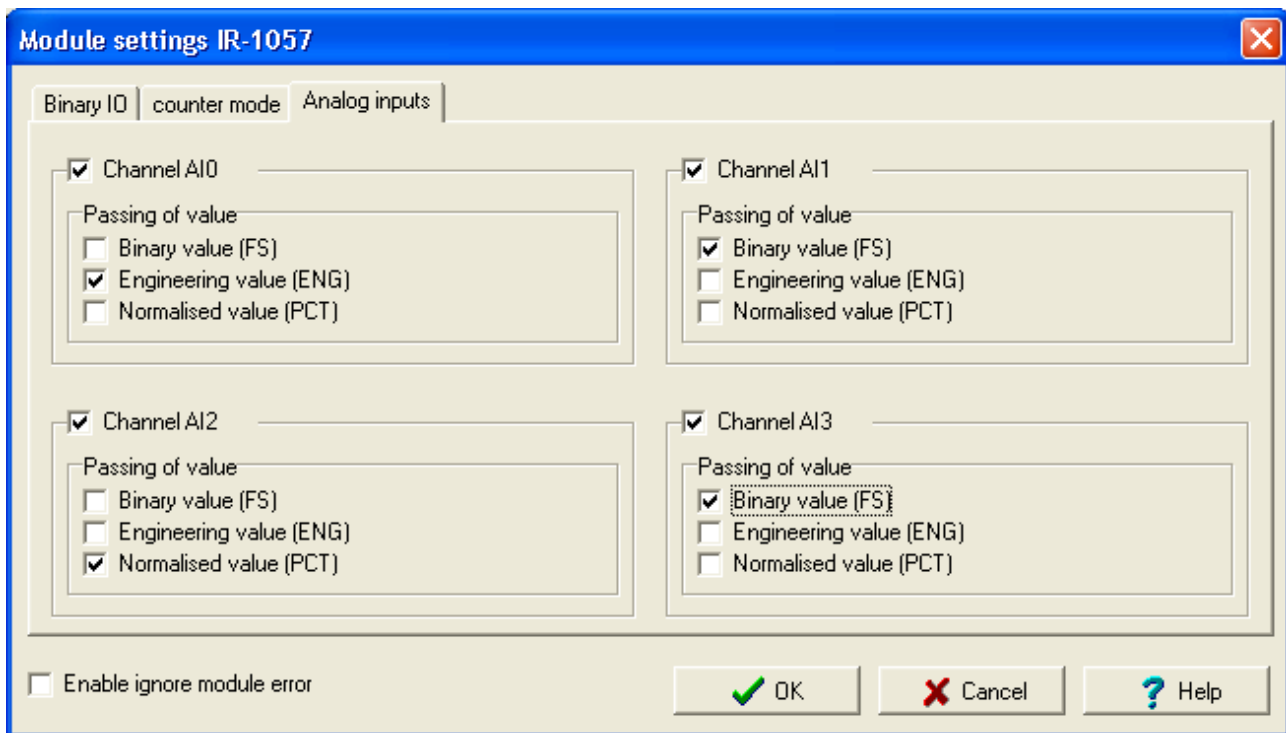 Module settings IR-1057
Binary IO
counter mode
Analog inputs
Channel AI0
Passing of value
Binary value (FS)
Engineering value (ENG)
Normalised value (PCT)
Channel AI1
Passing of value
Binary value (FS)
Engineering value (ENG)
Normalised value (PCT)
Channel AI2
Passing of value
Binary value (FS)
Engineering value (ENG)
Normalised value (PCT)
Channel AI3
Passing of value
Binary value (FS)
Engineering value (ENG)
Normalised value (PCT)
Enable ignore module error
OK
Cancel
Help